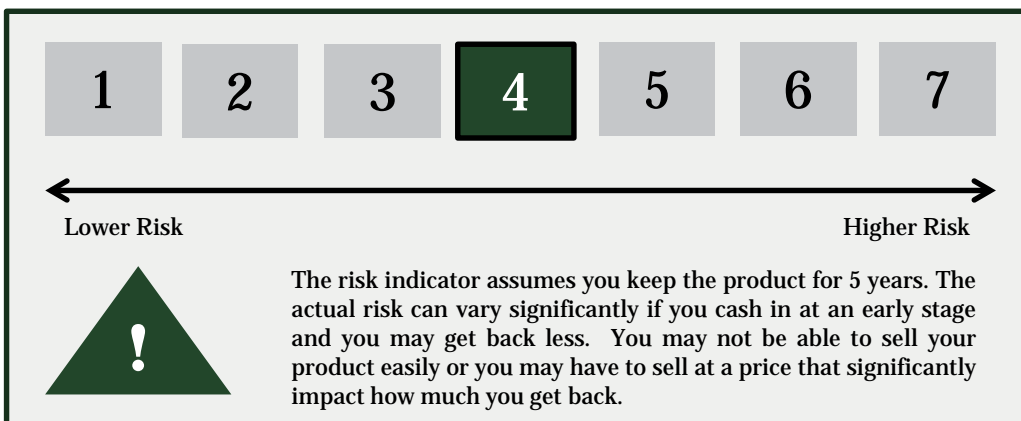 1 2 3 4 5 6 7
Lower Risk Higher Risk
!
The risk indicator assumes you keep the product for 5 years. The
actual risk can vary significantly if you cash in at an early stage
and you may get back less. You may not be able to sell your
product easily or you may have to sell at a price that significantly
impact how much you get back.